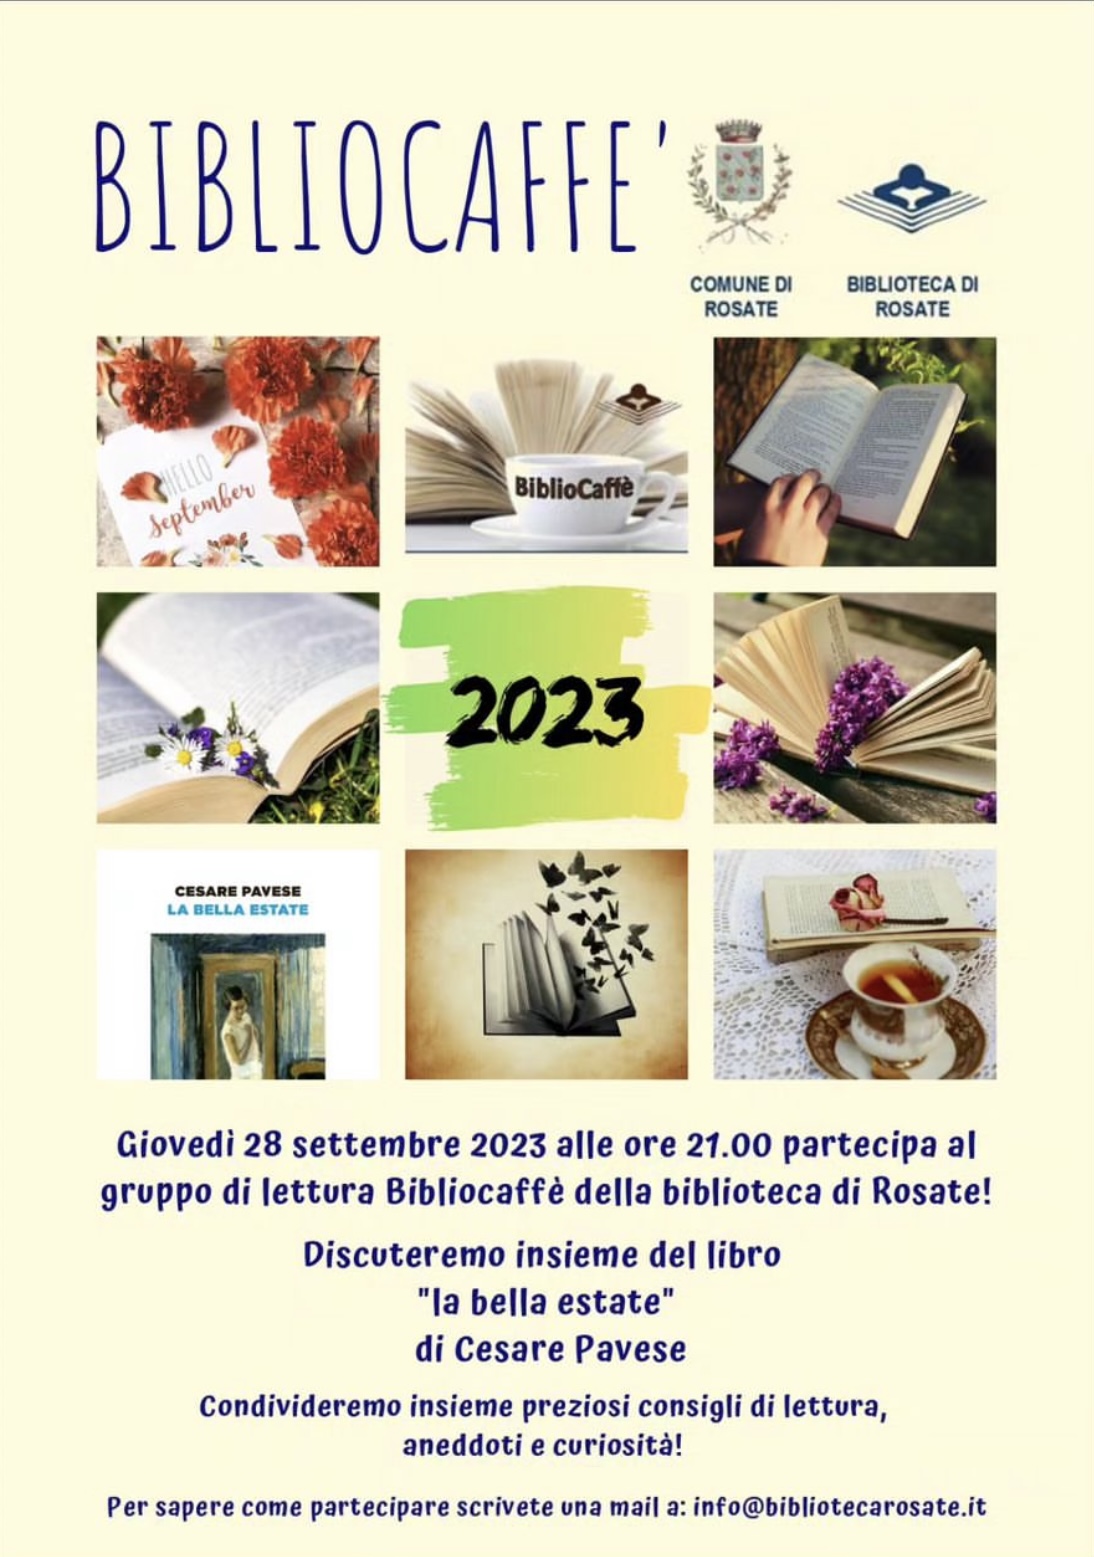 BIBLIOCAFFE'
COMUNE DI
ROSATE
BIBLIOTECA DI
ROSATE
HELLO
September
BiblioCaffè
2023
CESARE PAVESE
LA BELLA ESTATE
Giovedì 28 settembre 2023 alle ore 21.00 partecipa al
gruppo di lettura Bibliocaffè della biblioteca di Rosate!
Discuteremo insieme del libro
"la bella estate"
di Cesare Pavese
Condivideremo insieme preziosi consigli di lettura,
aneddoti e curiosità!
Per sapere come partecipare scrivete una mail a: info@bibliotecarosate.it